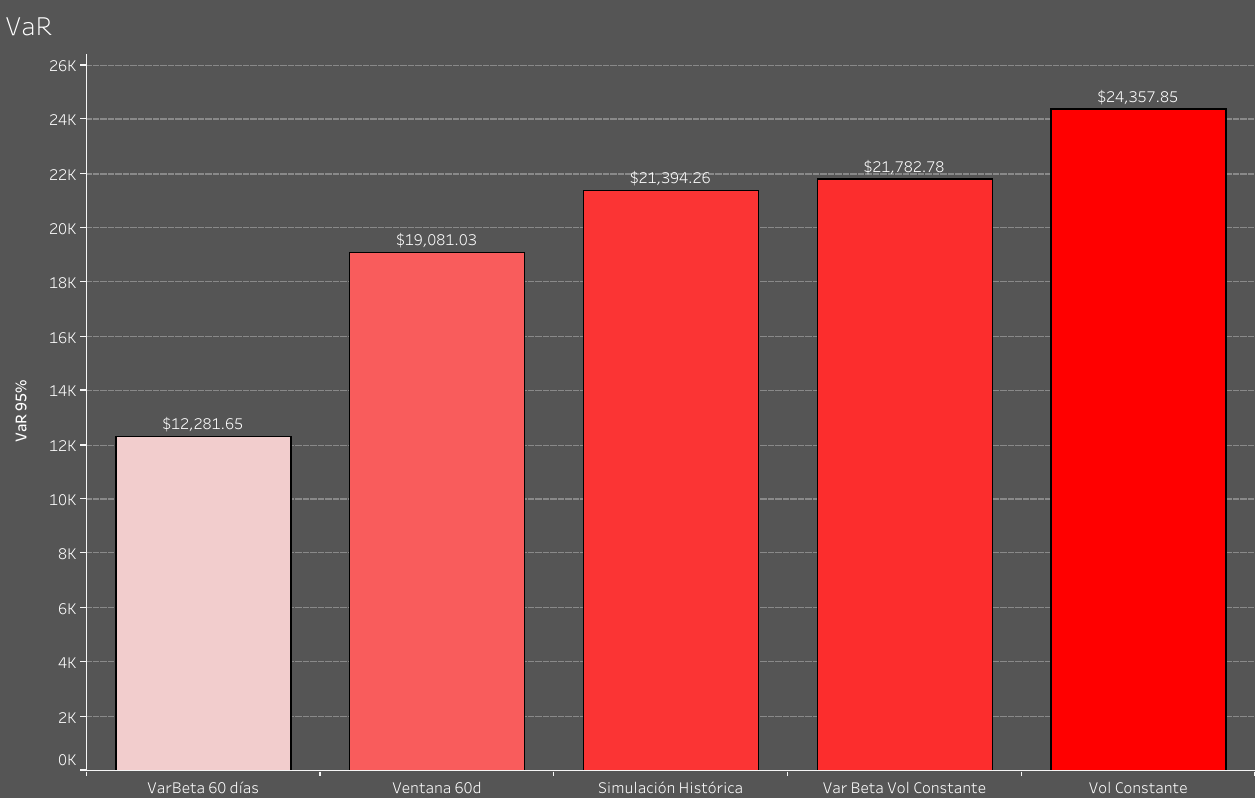 VaR
VaR 95%
26K
24K
22K
20K
18K
16K
14K
12K
10K
8K
6K
4K
2K
0K
$12,281.65
$19,081.03
$21,394.26
$21,782.78
$24,357.85
VarBeta 60 días
Ventana 60d
Simulación Histórica
Var Beta Vol Constante
Vol Constante